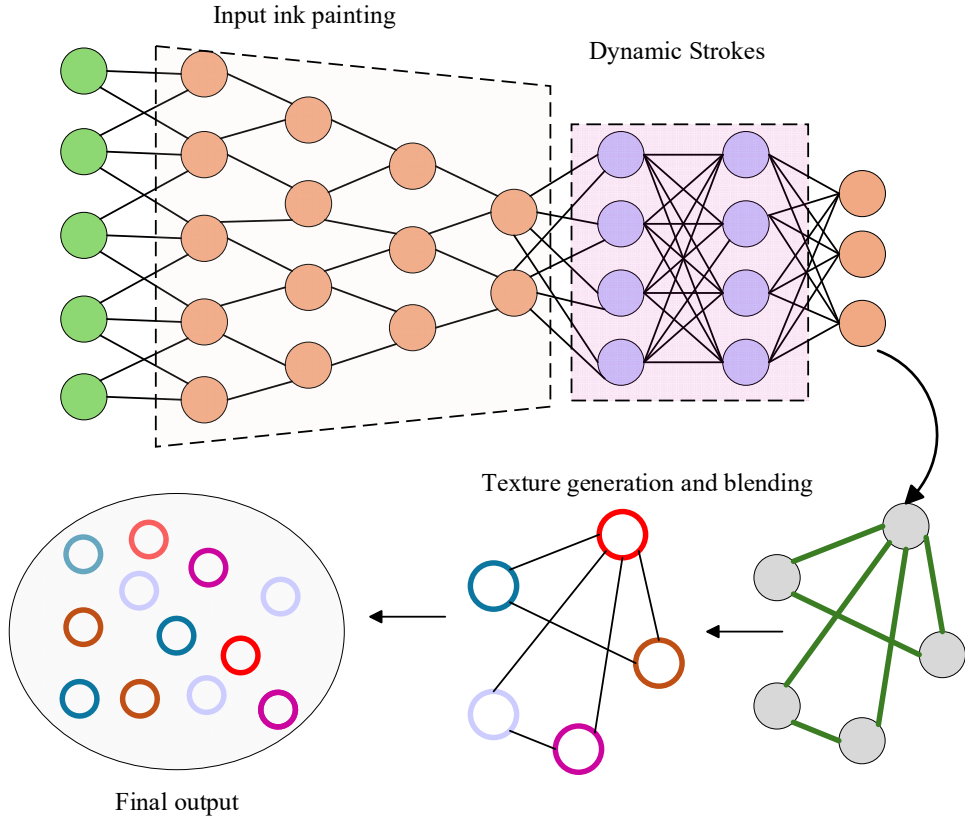 Input ink painting
Dynamic Strokes
Texture generation and blending
Final output